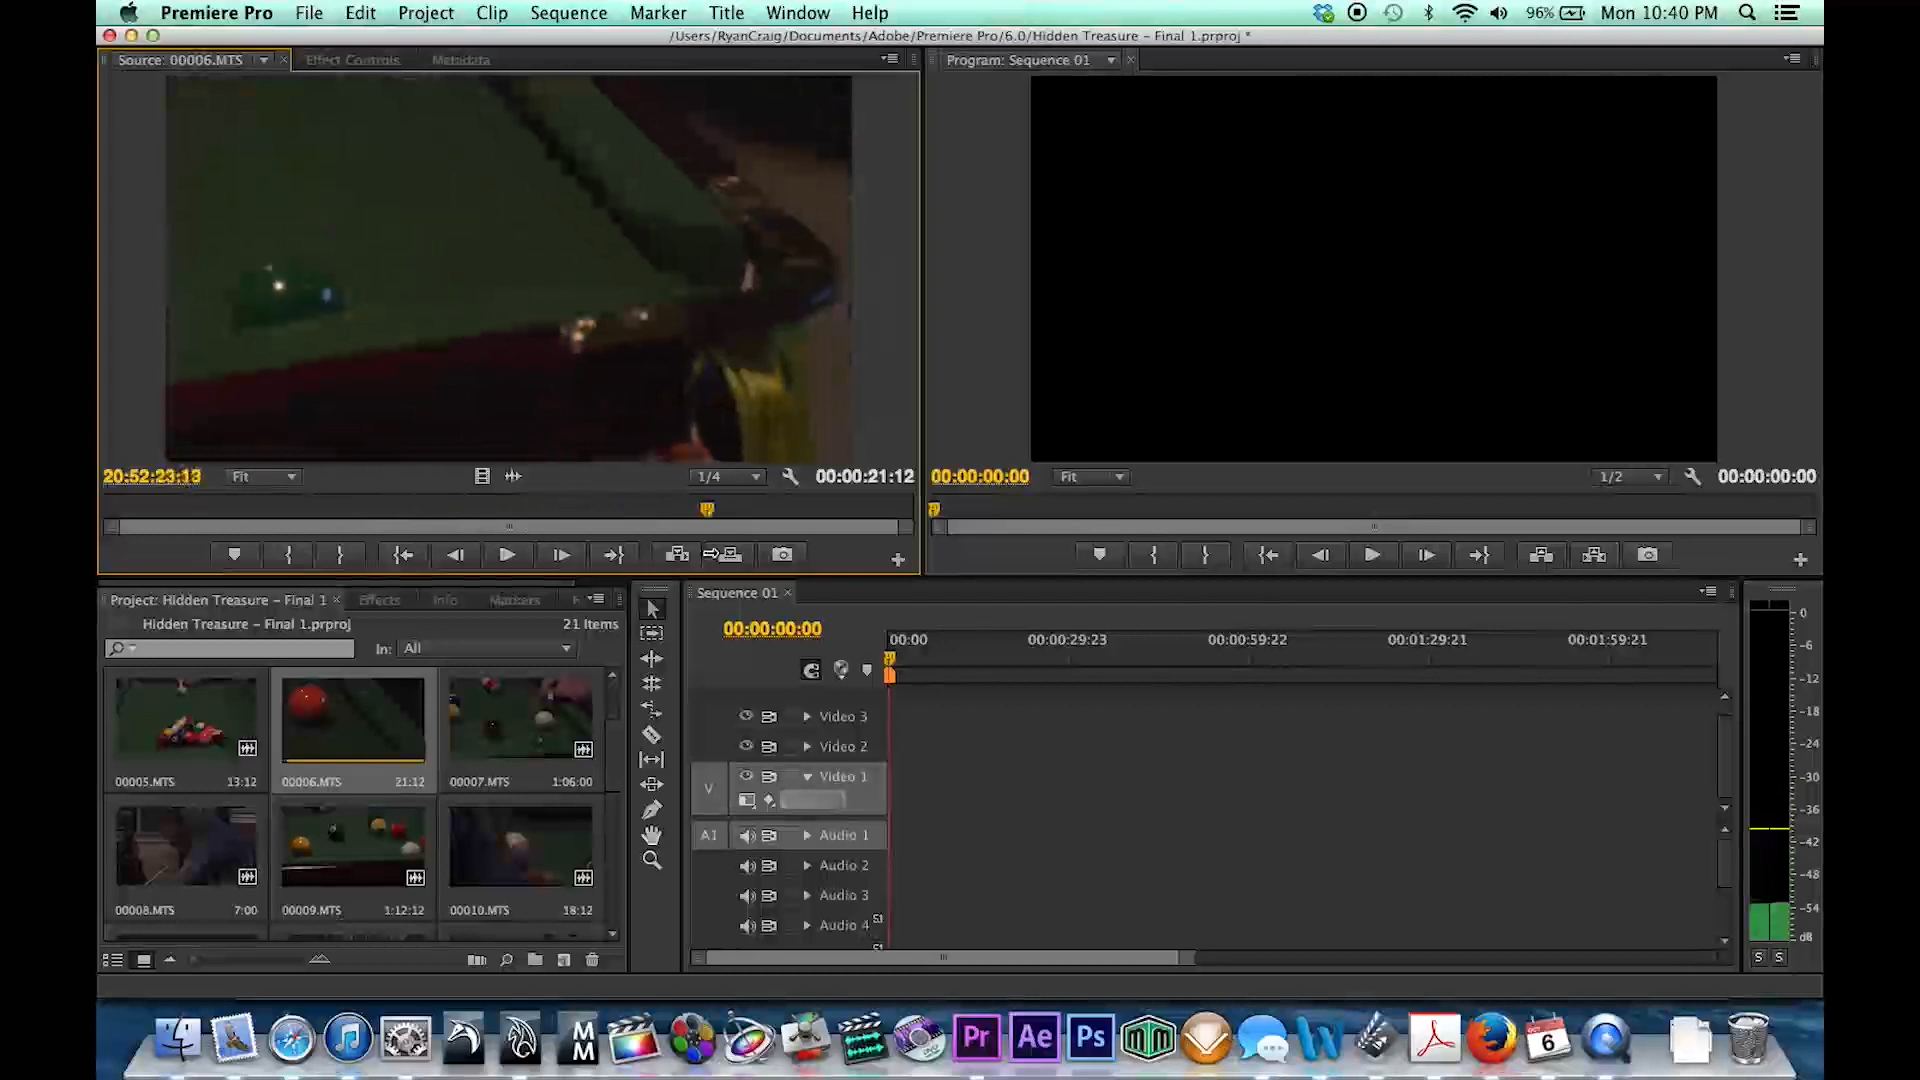 Premiere Pro File Edit Project Clip Sequence Marker Title Window Help 96% Mon 10:40 PM
/Users/RyanCraig/Documents/Adobe/Premiere Pro/6.0/Hidden Treasure - Final 1.prproj *
Source: 00006.MTS Effect Controls Metadata
Program: Sequence 01
20:52:23:13 Fit 1/4 00:00:21:12
00:00:00:00 Fit 1/2 00:00:00:00
Project: Hidden Treasure - Final 1 Effects Info Markers
Hidden Treasure - Final 1.prproj 21 Items
In: All
00005.MTS 13:12
00006.MTS 21:12
00007.MTS 1:06:00
00008.MTS 7:00
00009.MTS 1:12:12
00010.MTS 18:12
Sequence 01
00:00:00:00
00:00 00:00:29:23 00:00:59:22 00:01:29:21 00:01:59:21
Video 3
Video 2
V Video 1
A1 Audio 1
Audio 2
Audio 3
Audio 4 5.1
0
-6
-12
-18
-24
-30
-36
-42
-48
-54
dB
S S
MM Pr Ae Ps 6